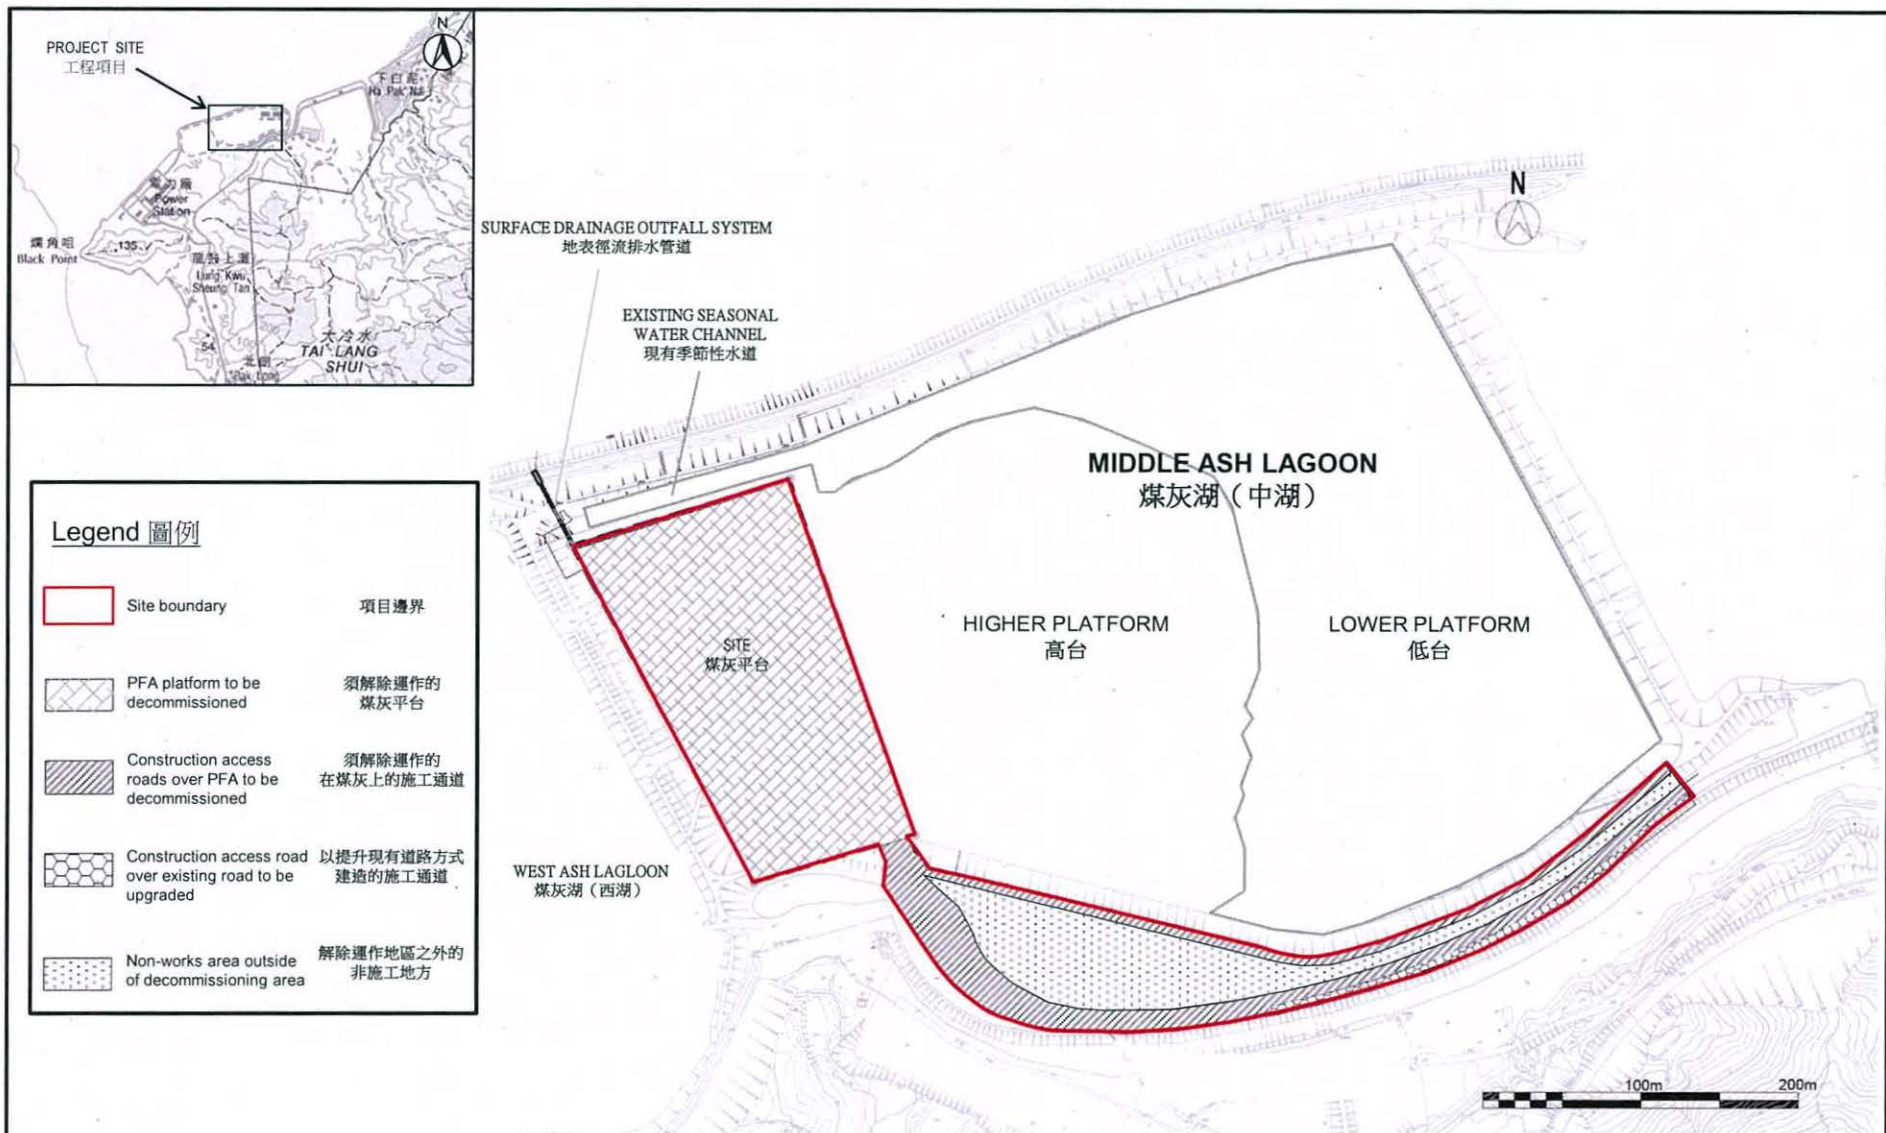 PROJECT SITE
工程項目
N
下白泥
Ha Pak Nai
電力廠
Power
Station
爛角咀
Black Point
135
龍鼓上灘
Lung Kwu
Sheung Tan
54
大冷水
TAI LANG
SHUI
北朗
Pak Long
SURFACE DRAINAGE OUTFALL SYSTEM
地表徑流排水管道
EXISTING SEASONAL
WATER CHANNEL
現有季節性水道
N
MIDDLE ASH LAGOON
煤灰湖（中湖）
HIGHER PLATFORM
高台
LOWER PLATFORM
低台
SITE
煤灰平台
WEST ASH LAGLOON
煤灰湖（西湖）
Legend 圖例
Site boundary 項目邊界
PFA platform to be 須解除運作的
decommissioned 煤灰平台
Construction access 須解除運作的
roads over PFA to be 在煤灰上的施工通道
decommissioned
Construction access road 以提升現有道路方式
over existing road to be 建造的施工通道
upgraded
Non-works area outside 解除運作地區之外的
of decommissioning area 非施工地方
100m 200m